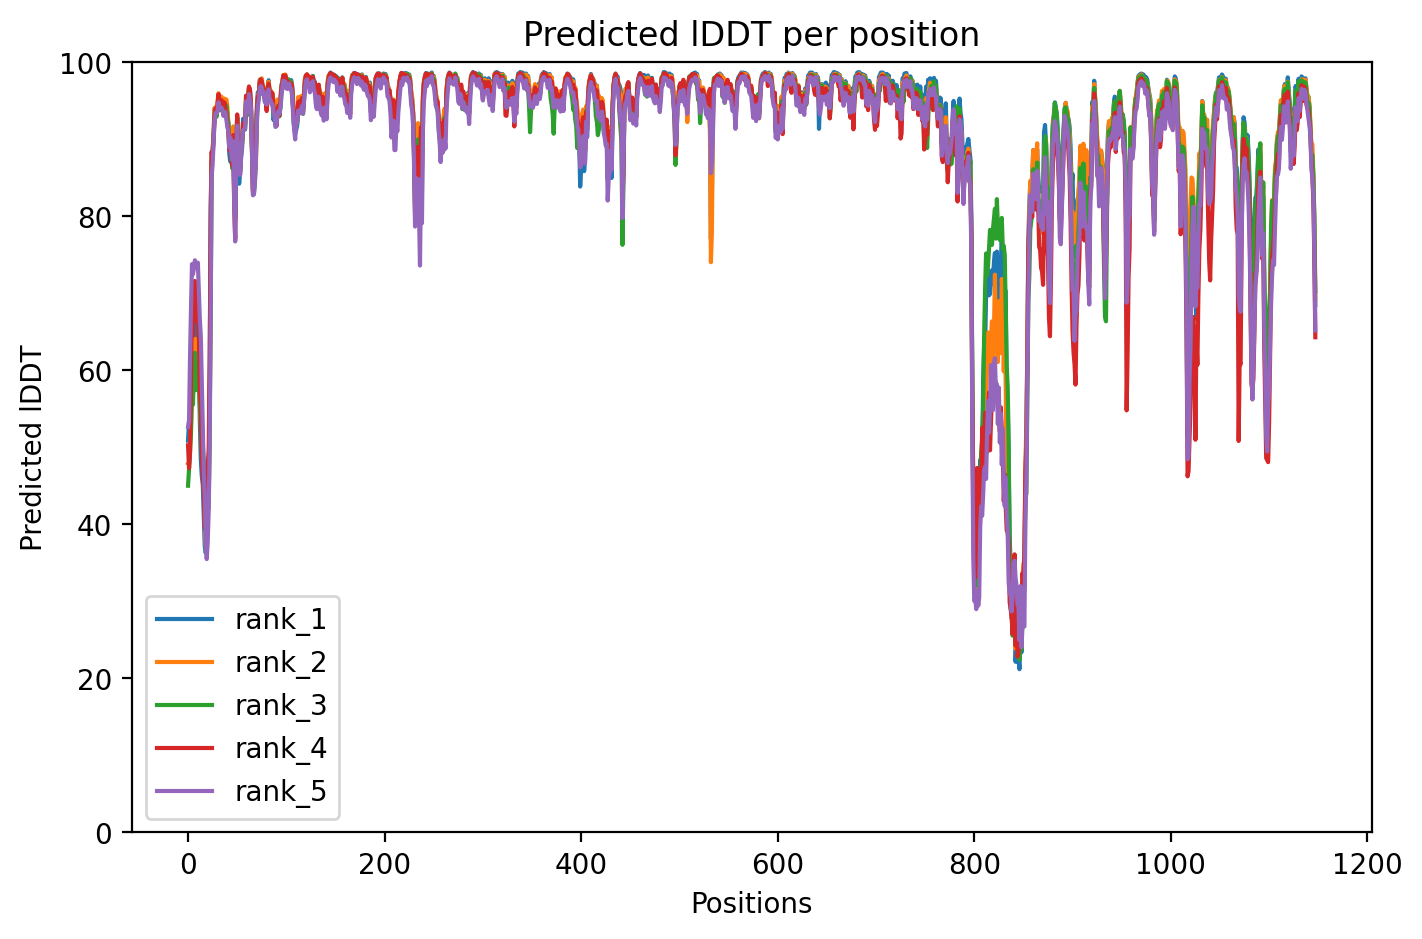 Predicted lDDT per position
100
80
60
40
20
0
Predicted lDDT
rank_1
rank_2
rank_3
rank_4
rank_5
0 200 400 600 800 1000 1200
Positions